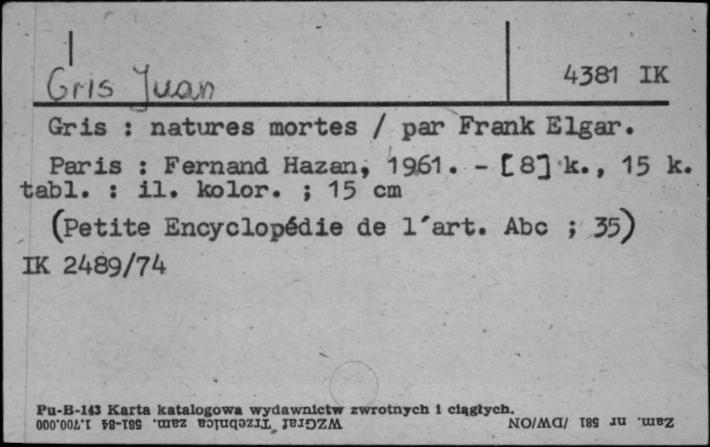 Gris Juan
4381 IK
Gris : natures mortes / par Frank Elgar.
Paris : Fernand Hazan, 1961. - [8] k., 15 k.
tabl. : il. kolor. ; 15 cm
(Petite Encyclopédie de l'art. Abc ; 35)
IK 2489/74
Pu-B-143 Karta katalogowa wydawnictw zwrotnych i ciągłych.
Zam. nr 581 /DW/ON WZGraf Trzebnica zam. 581-84 1.700.000